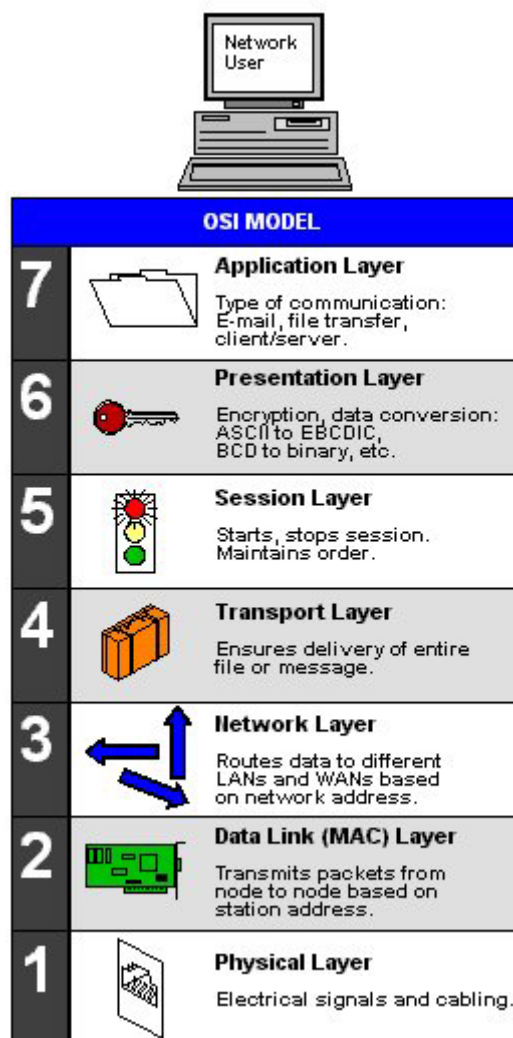 Network
User
OSI MODEL
7
Application Layer
Type of communication:
E-mail, file transfer,
client/server.
6
Presentation Layer
Encryption, data conversion:
ASCII to EBCDIC,
BCD to binary, etc.
5
Session Layer
Starts, stops session.
Maintains order.
4
Transport Layer
Ensures delivery of entire
file or message.
3
Network Layer
Routes data to different
LANs and WANs based
on network address.
2
Data Link (MAC) Layer
Transmits packets from
node to node based on
station address.
1
Physical Layer
Electrical signals and cabling.